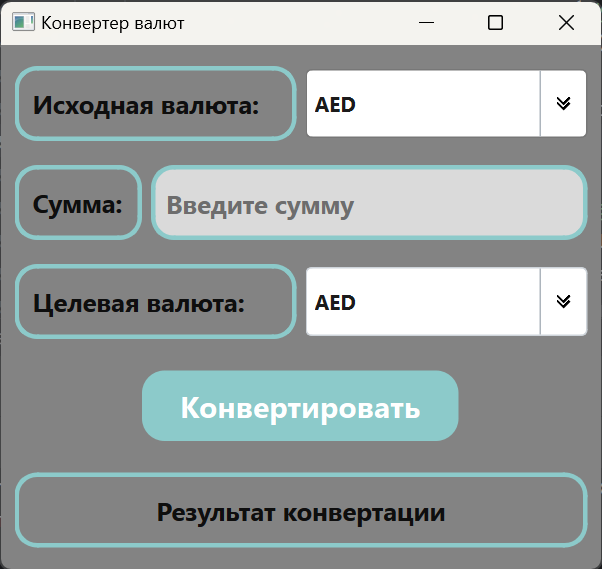 Конвертер валют
Исходная валюта: AED
Сумма: Введите сумму
Целевая валюта: AED
Конвертировать
Результат конвертации